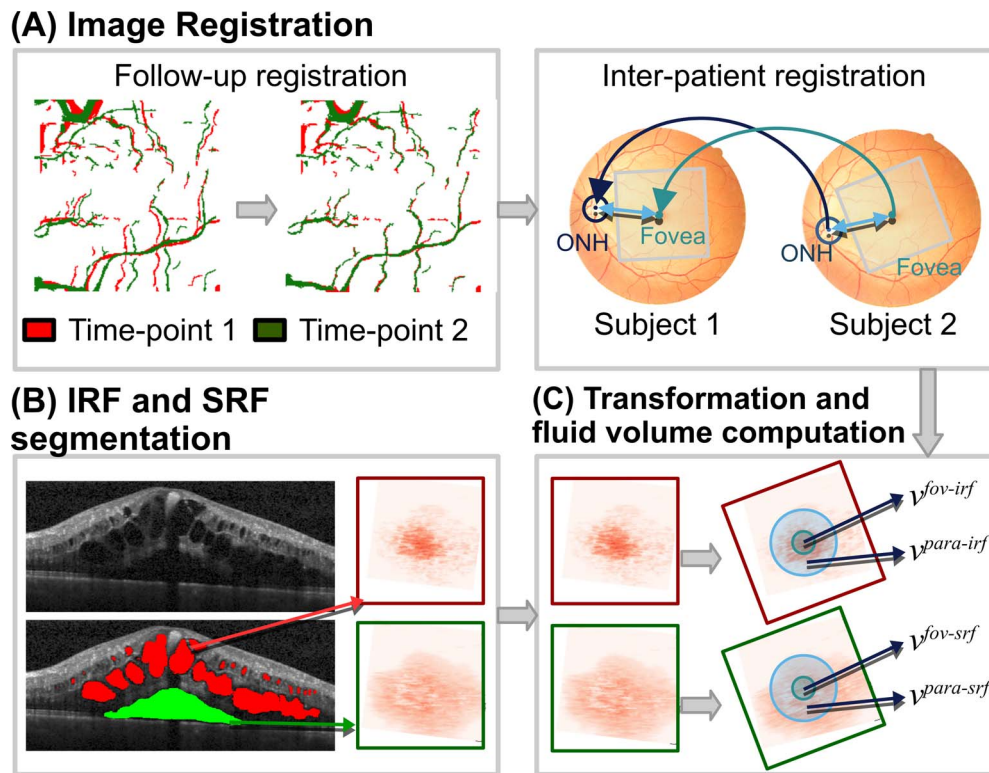 (A) Image Registration
Follow-up registration
Time-point 1
Time-point 2
Inter-patient registration
ONH
Fovea
ONH
Fovea
Subject 1
Subject 2
(B) IRF and SRF
segmentation
(C) Transformation and
fluid volume computation
v^fov-irf
v^para-irf
v^fov-srf
v^para-srf